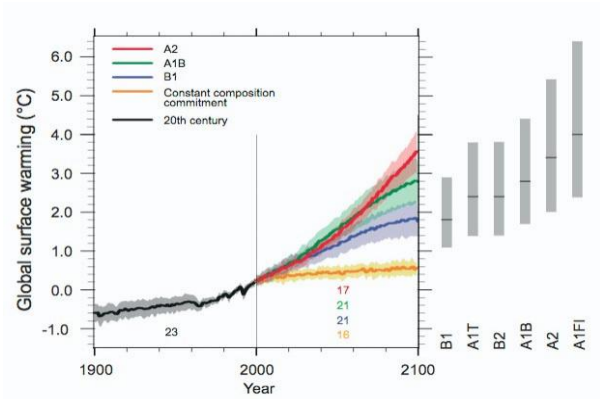 A2
A1B
B1
Constant composition
commitment
20th century
Global surface warming (°C)
6.0
5.0
4.0
3.0
2.0
1.0
0.0
-1.0
17
21
21
16
23
1900
2000
2100
Year
B1
A1T
B2
A1B
A2
A1FI